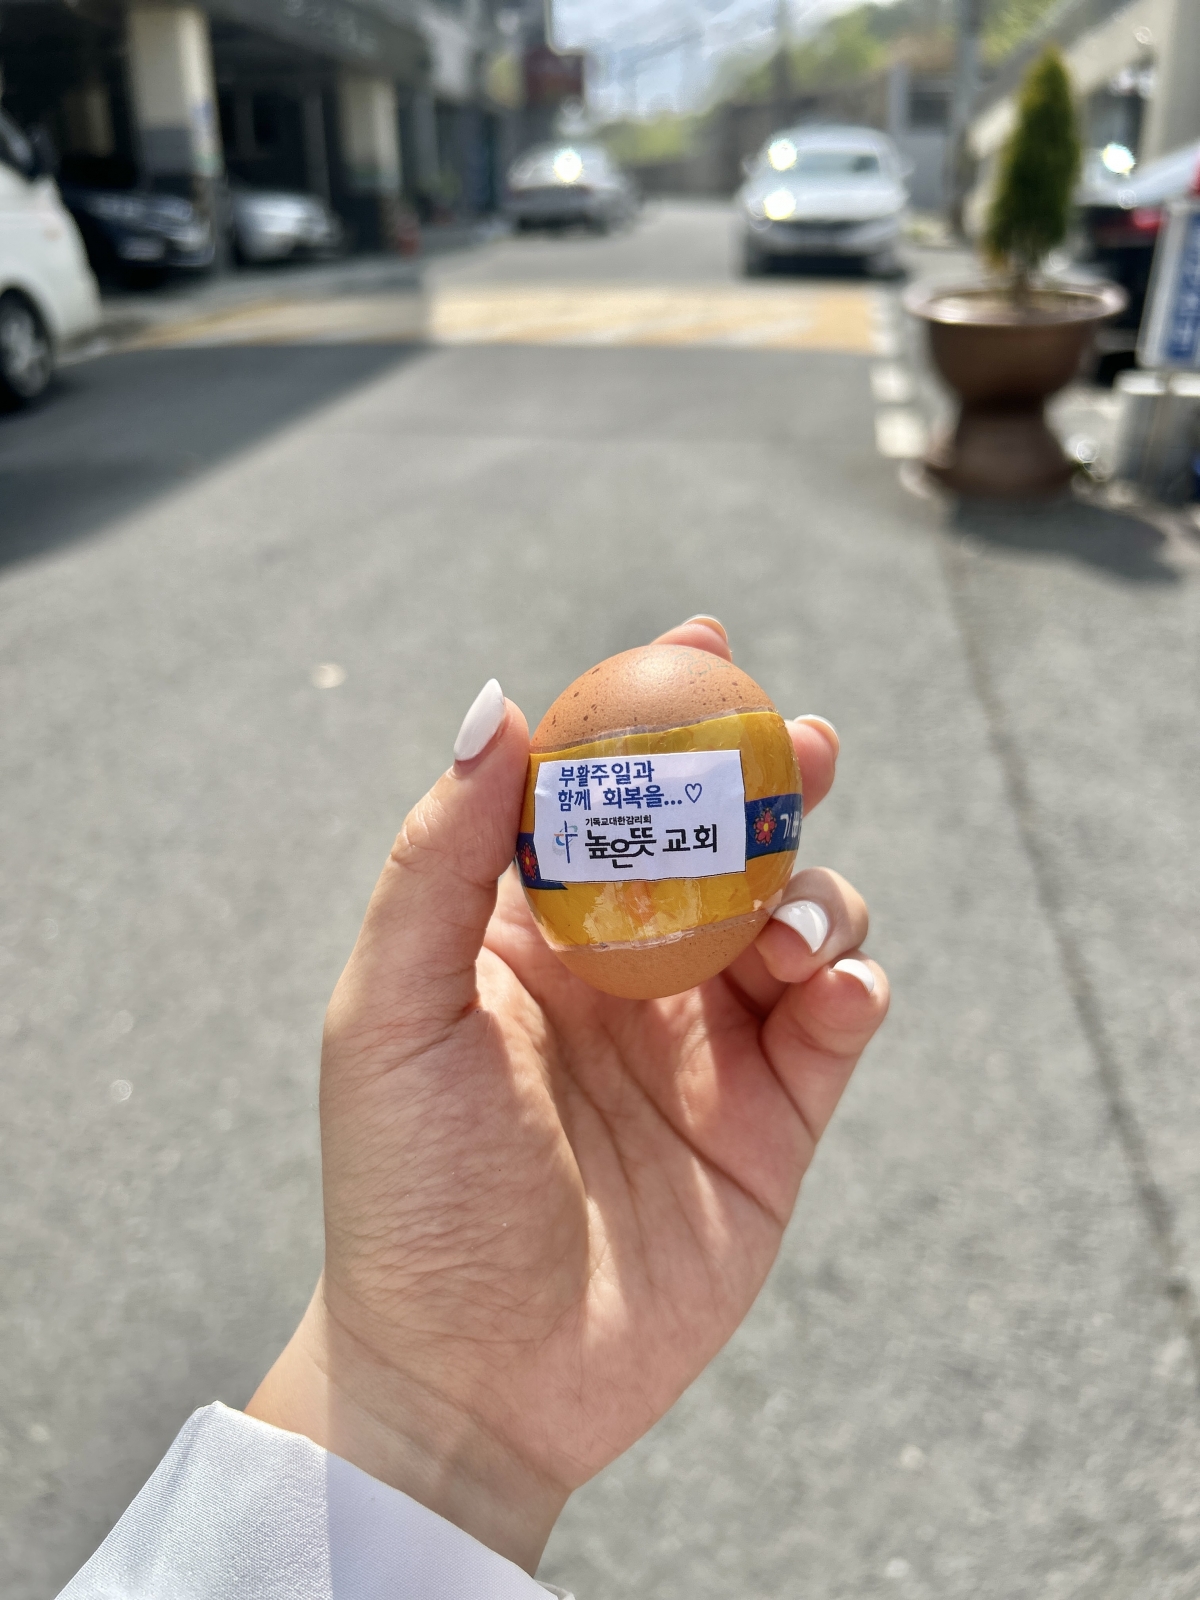 부활주일과
함께 회복을...♡
기독교대한감리회
높은뜻 교회